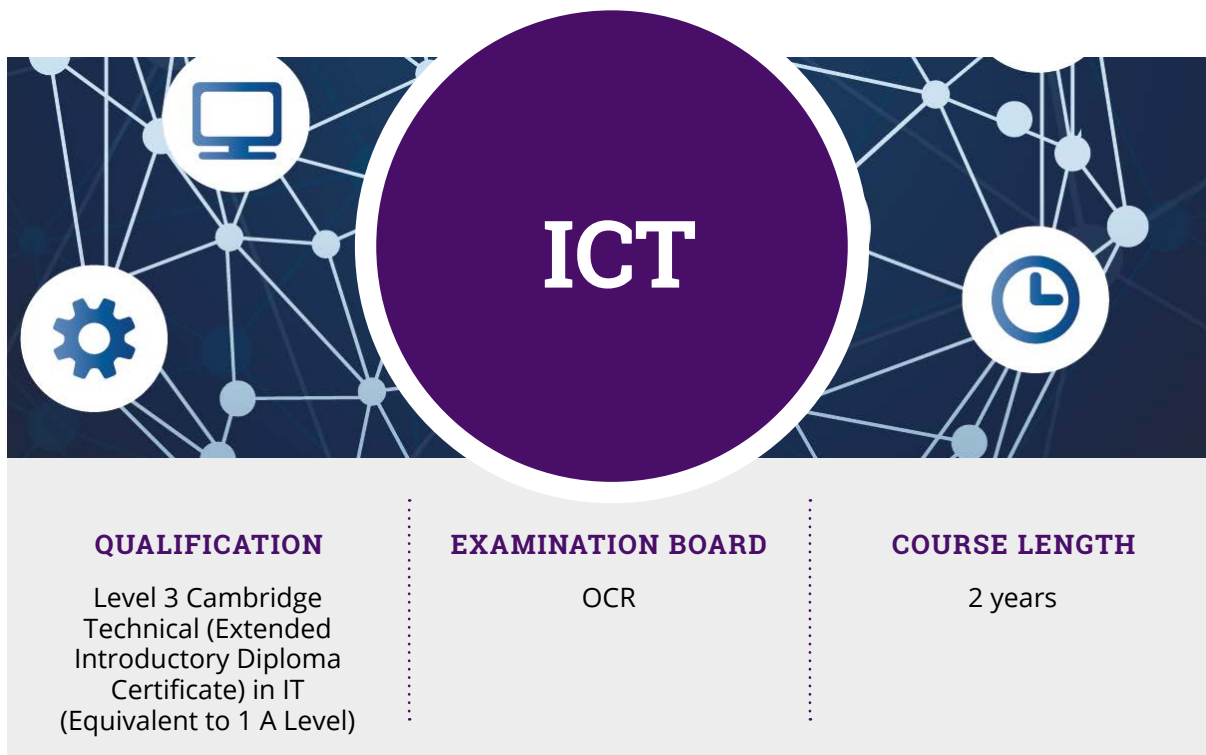 ICT
QUALIFICATION
Level 3 Cambridge
Technical (Extended
Introductory Diploma
Certificate) in IT
(Equivalent to 1 A Level)
EXAMINATION BOARD
OCR
COURSE LENGTH
2 years